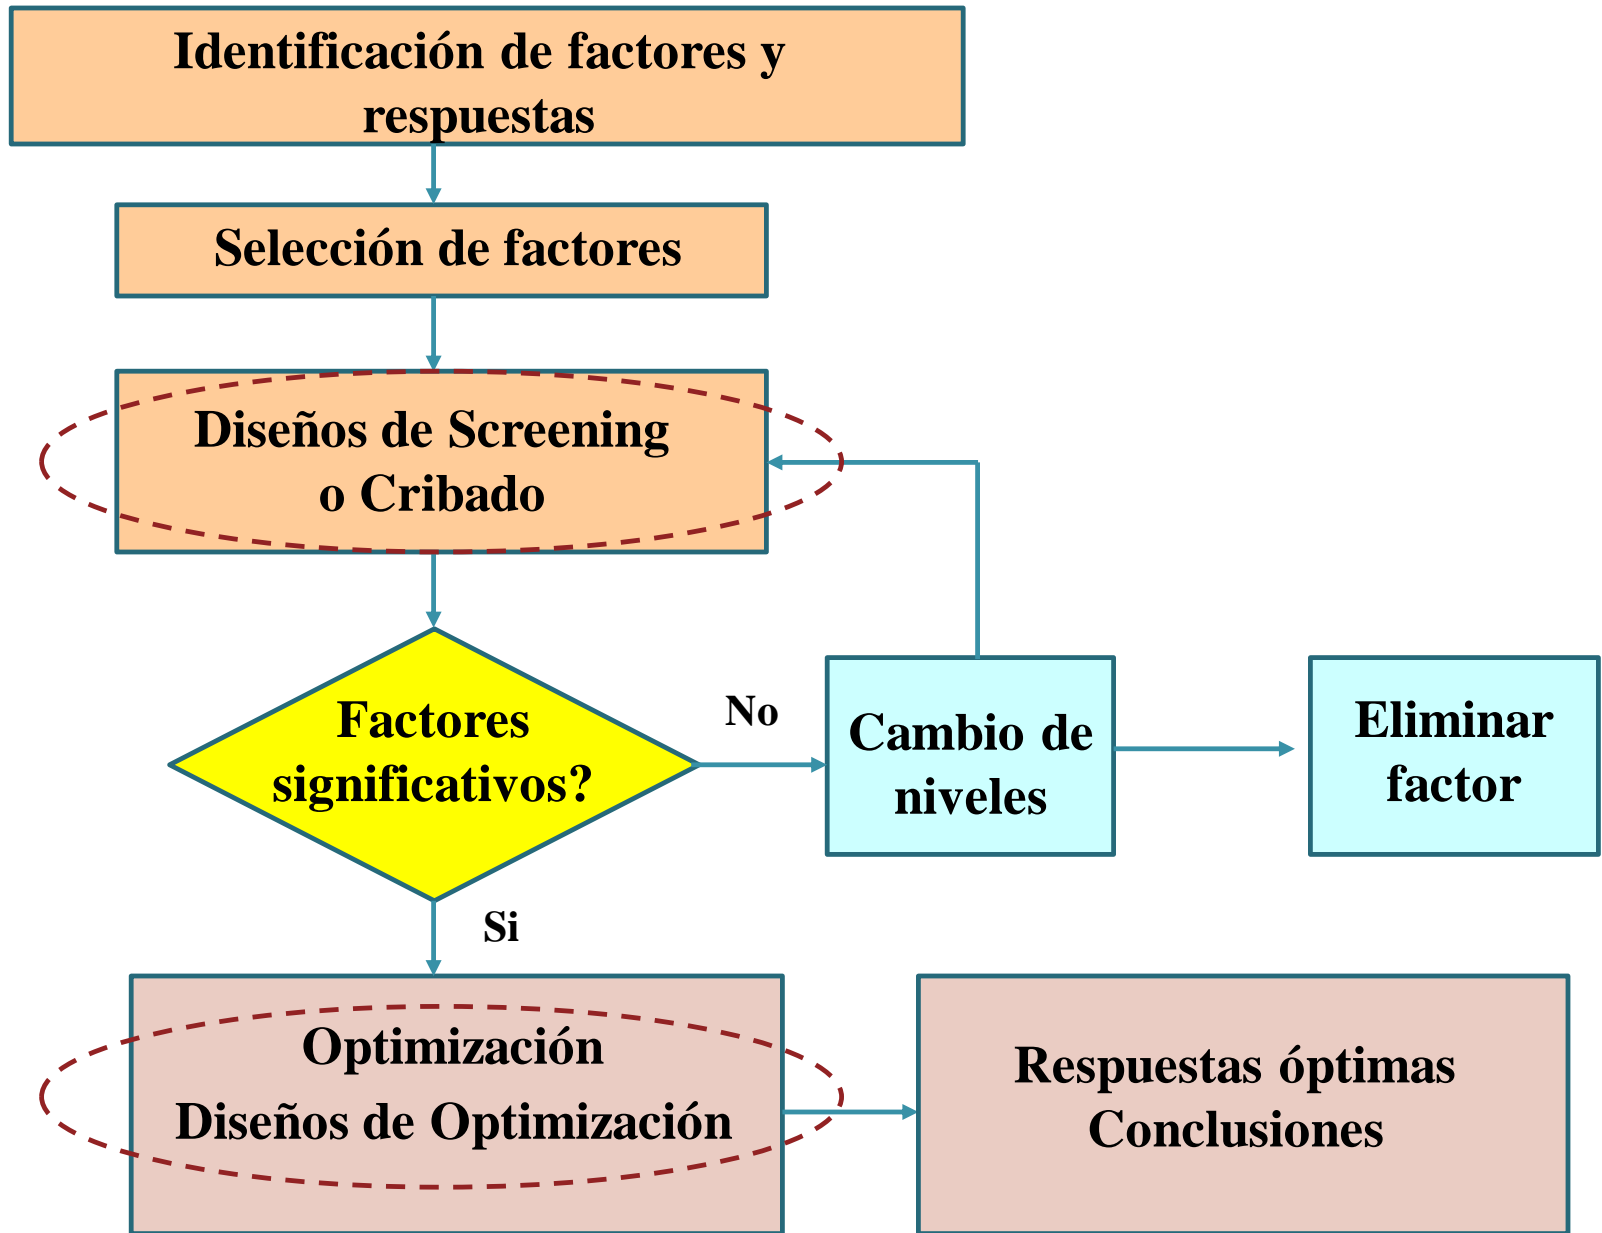 Identificación de factores y
respuestas
Selección de factores
Diseños de Screening
o Cribado
Factores
significativos?
No
Cambio de
niveles
Eliminar
factor
Si
Optimización
Diseños de Optimización
Respuestas óptimas
Conclusiones